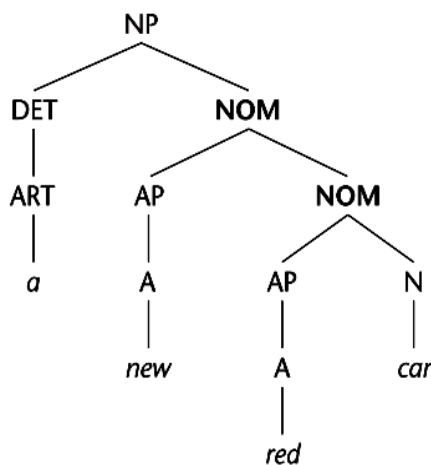 NP
DET NOM
ART AP NOM
a A AP N
new A car
red